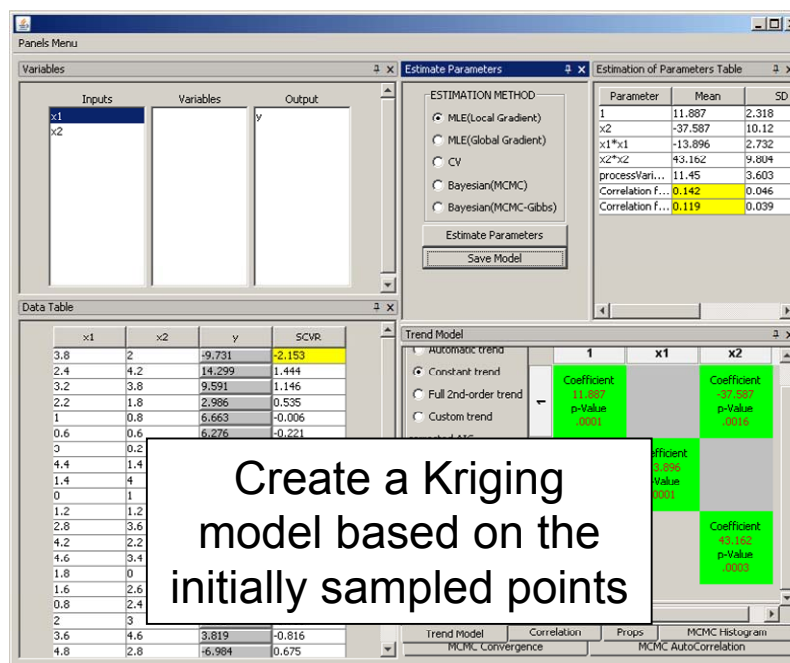 Panels Menu
Variables
Inputs Variables Output
x1 y
x2
Estimate Parameters
ESTIMATION METHOD
MLE(Local Gradient)
MLE(Global Gradient)
CV
Bayesian(MCMC)
Bayesian(MCMC-Gibbs)
Estimate Parameters
Save Model
Estimation of Parameters Table
Parameter Mean SD
1 11.887 2.318
x2 -37.587 10.12
x1*x1 -13.896 2.732
x2*x2 43.162 9.804
processVari... 11.45 3.603
Correlation f... 0.142 0.046
Correlation f... 0.119 0.039
Data Table
x1 x2 y SCVR
3.8 2 -9.731 -2.153
2.4 4.2 14.299 1.444
3.2 3.8 9.591 1.146
2.2 1.8 2.986 0.535
1 0.8 6.663 -0.006
0.6 0.6 6.276 -0.221
3 0.2
4.4 1.4
1.4 4
0 1
1.2 1.2
2.8 3.6
4.2 2.2
4.6 3.4
1.8 0
1.6 2.6
0.8 2.4
2 3
3.6 4.6 3.819 -0.816
4.8 2.8 -6.984 0.675
Trend Model
Automatic trend
Constant trend
Full 2nd-order trend
Custom trend
1 x1 x2
1
Coefficient
11.887
p-Value
.0001
Coefficient
-37.587
p-Value
.0016
Coefficient
43.162
p-Value
.0003
Create a Kriging
model based on the
initially sampled points
Trend Model Correlation Props MCMC Histogram
MCMC Convergence MCMC AutoCorrelation